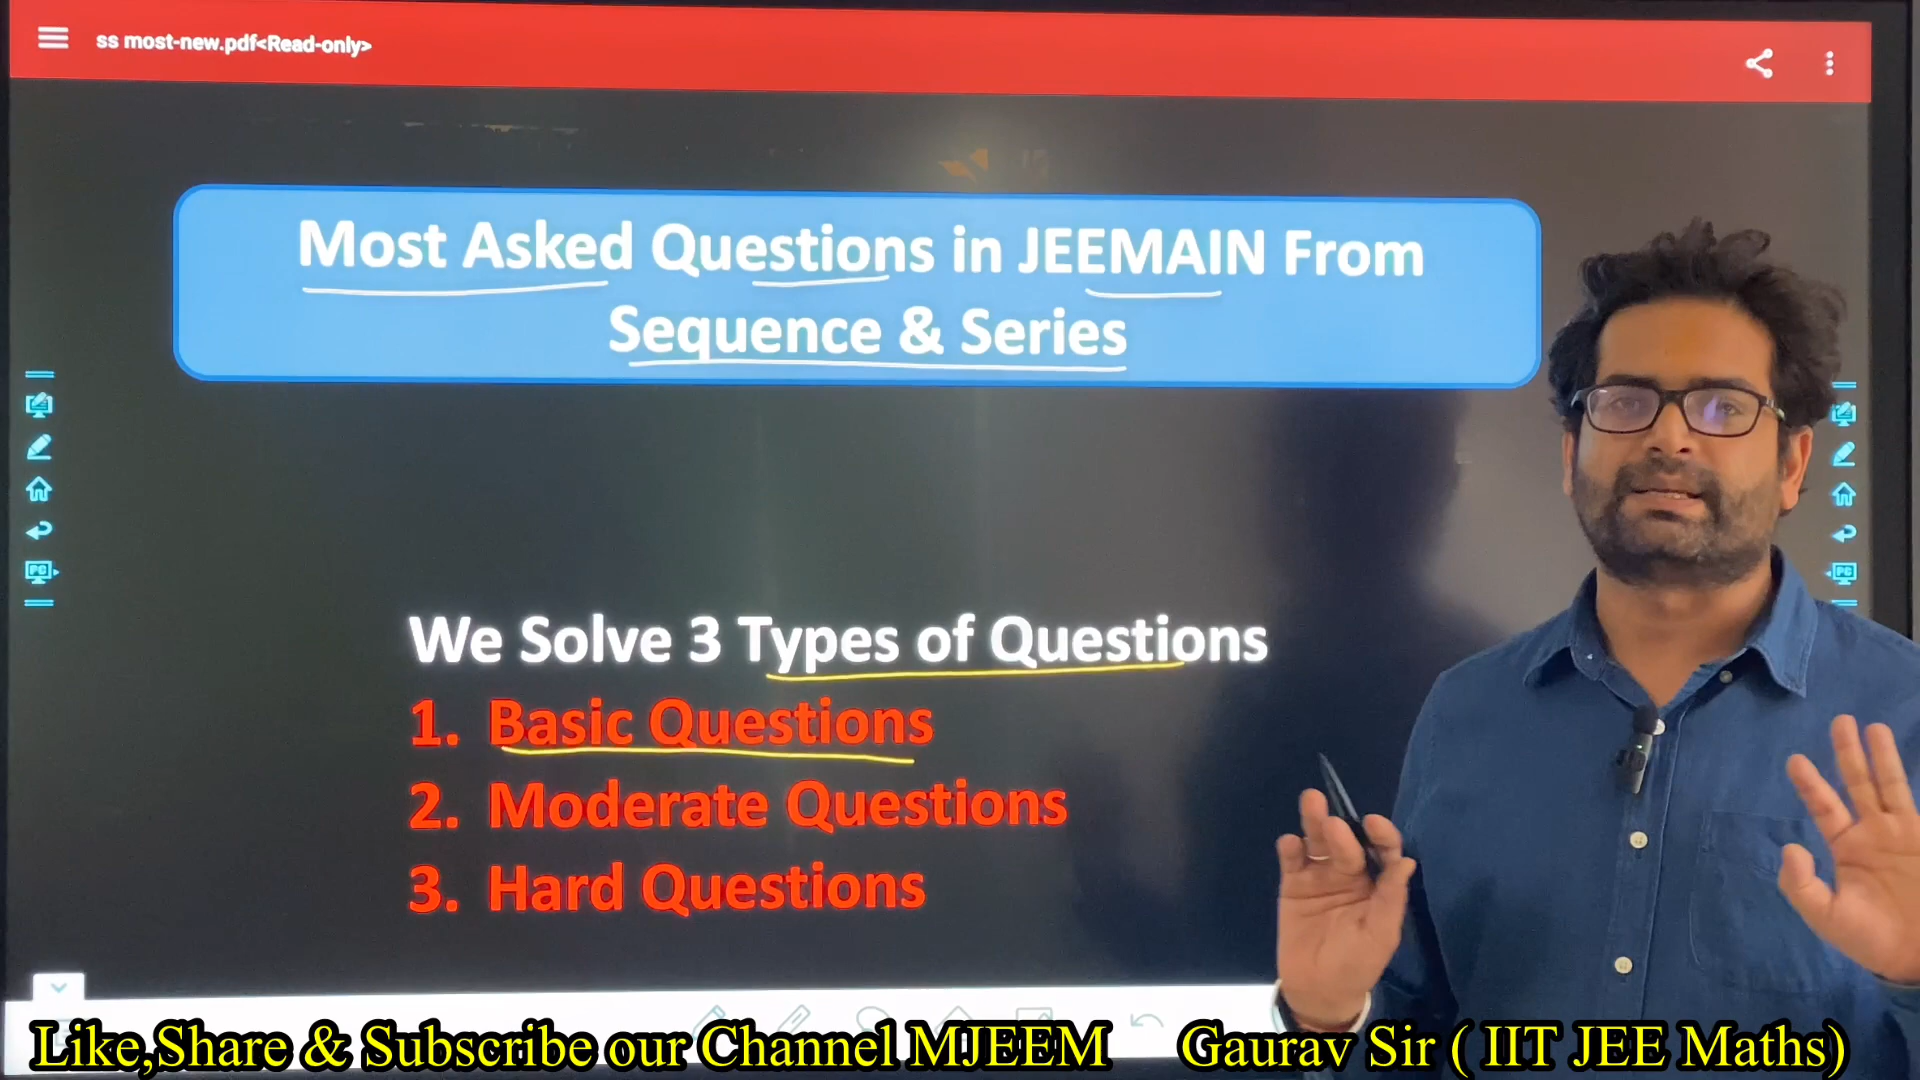 ss most-new.pdf<Read-only>
Most Asked Questions in JEEMAIN From
Sequence & Series
We Solve 3 Types of Questions
1. Basic Questions
2. Moderate Questions
3. Hard Questions
Like,Share & Subscribe our Channel MJEEM Gaurav Sir ( IIT JEE Maths)